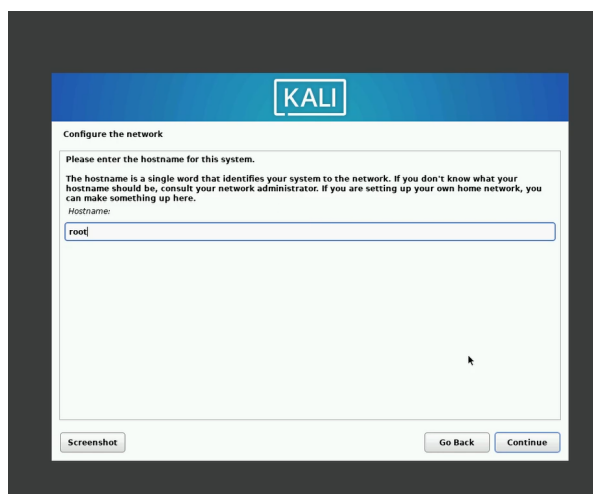 KALI
Configure the network
Please enter the hostname for this system.
The hostname is a single word that identifies your system to the network. If you don't know what your
hostname should be, consult your network administrator. If you are setting up your own home network, you
can make something up here.
Hostname:
root
Screenshot
Go Back
Continue